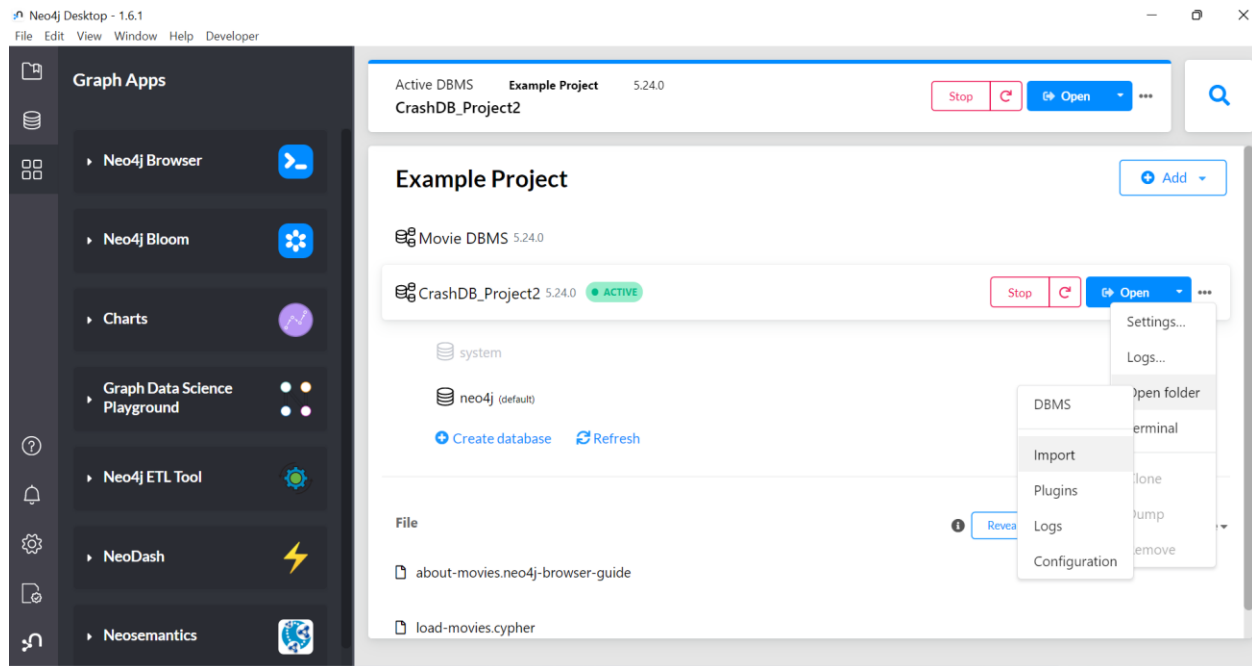 Neo4j Desktop - 1.6.1
File Edit View Window Help Developer
Graph Apps
Neo4j Browser
Neo4j Bloom
Charts
Graph Data Science
Playground
Neo4j ETL Tool
NeoDash
Neosemantics
Active DBMS Example Project 5.24.0
CrashDB_Project2
Stop Open
Example Project
Add
Movie DBMS 5.24.0
CrashDB_Project2 5.24.0 ACTIVE
Stop Open
system
neo4j (default)
Create database Refresh
Settings...
Logs...
Open folder
Terminal
Clone
Dump
Remove
DBMS
Import
Plugins
Logs
Configuration
File
about-movies.neo4j-browser-guide
load-movies.cypher